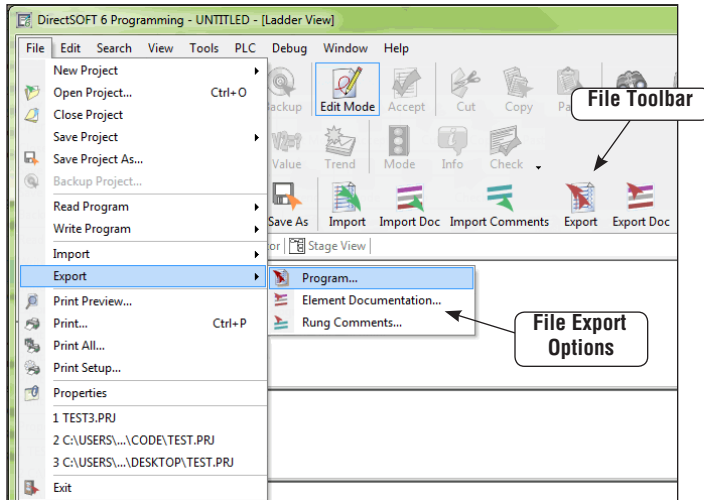 DirectSOFT 6 Programming - UNTITLED - [Ladder View]
File Edit Search View Tools PLC Debug Window Help
New Project
Open Project... Ctrl+O
Close Project
Save Project
Save Project As...
Backup Project...
Read Program
Write Program
Import
Export
Print Preview...
Print... Ctrl+P
Print All...
Print Setup...
Properties
1 TEST3.PRJ
2 C:\USERS\...\CODE\TEST.PRJ
3 C:\USERS\...\DESKTOP\TEST.PRJ
Exit
Edit Mode Accept Cut Copy
Value Trend Mode Info Check
Save As Import Import Doc Import Comments Export Export Doc
Stage View
Program...
Element Documentation...
Rung Comments...
File Toolbar
File Export
Options